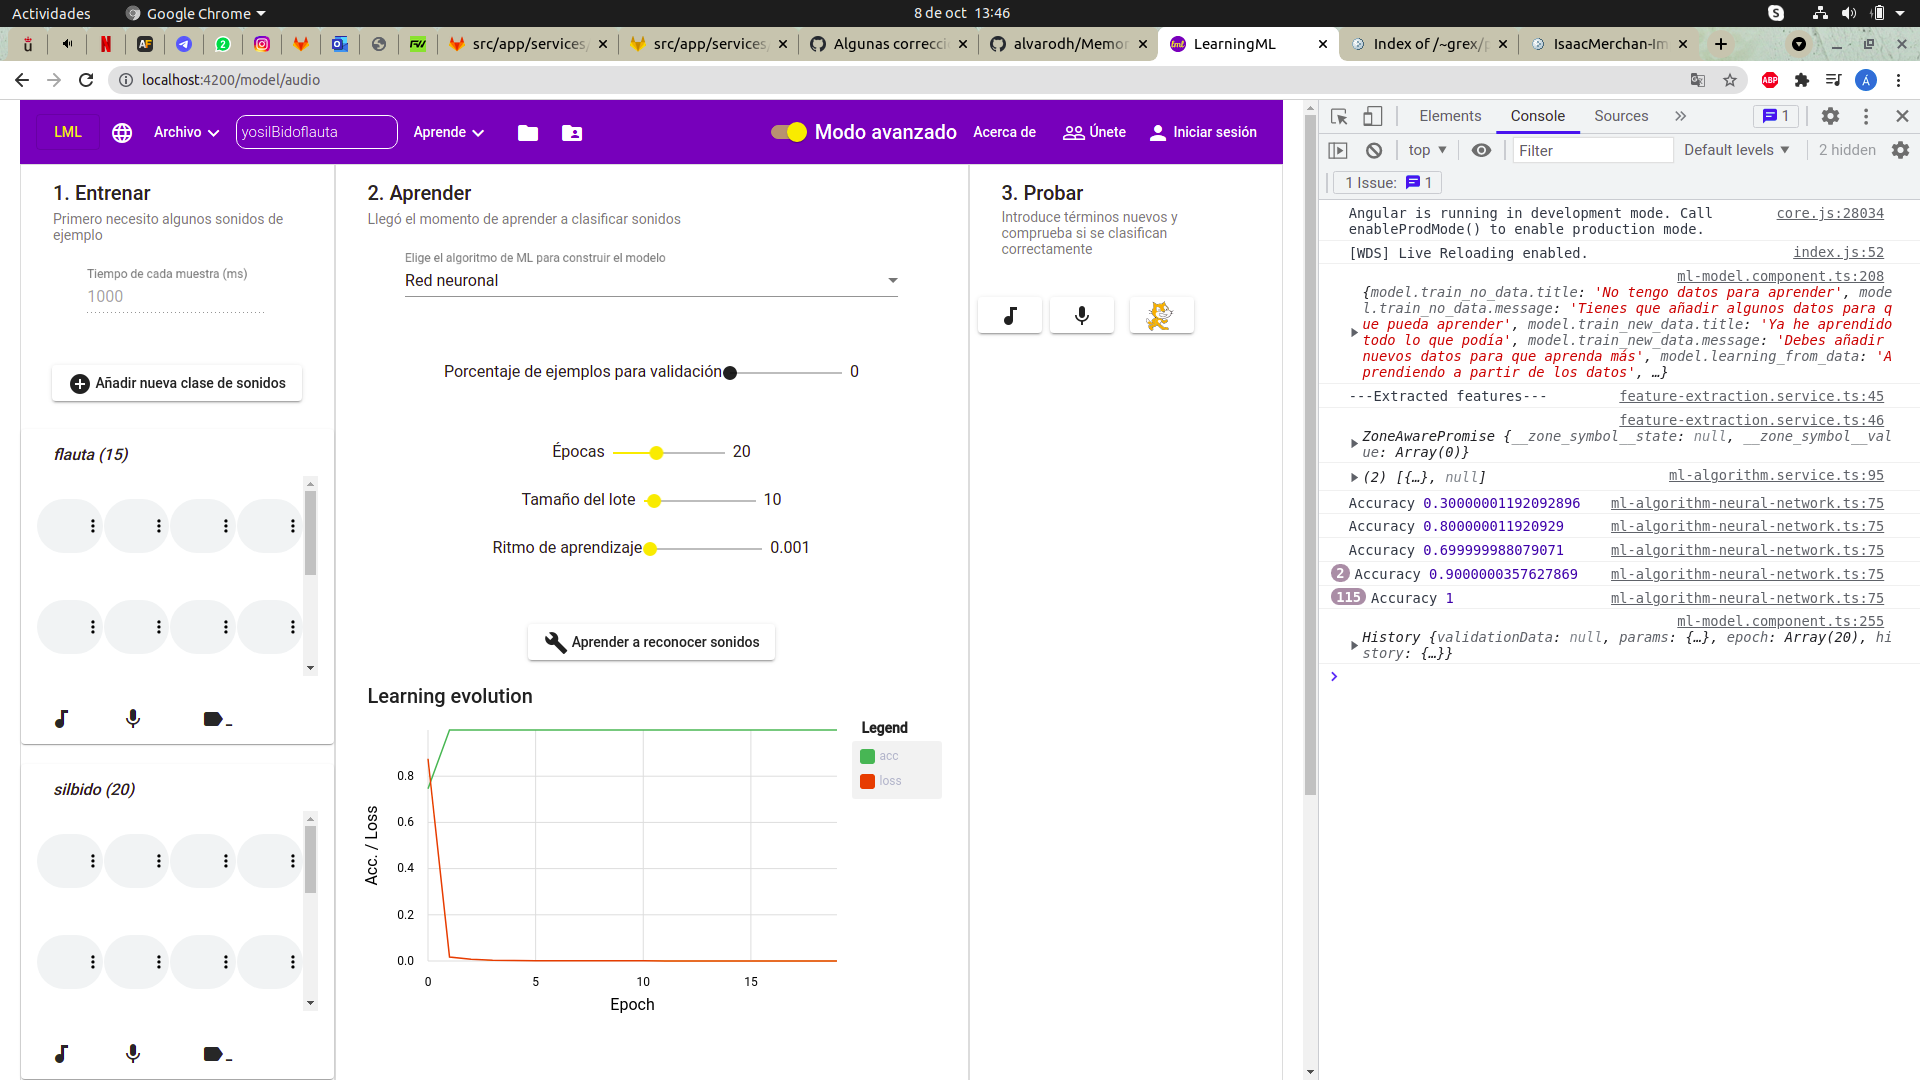 Actividades
Google Chrome
8 de oct 13:46
src/app/services/
src/app/services/
Algunas correcci
alvarodh/Memor
LearningML
Index of /~grex/p
IsaacMerchan-Im
localhost:4200/model/audio
ABP
Á
LML
Archivo
yosilBidoflauta
Aprende
Modo avanzado
Acerca de
Únete
Iniciar sesión
1. Entrenar
Primero necesito algunos sonidos de
ejemplo
Tiempo de cada muestra (ms)
1000
Añadir nueva clase de sonidos
flauta (15)
silbido (20)
2. Aprender
Llegó el momento de aprender a clasificar sonidos
Elige el algoritmo de ML para construir el modelo
Red neuronal
Porcentaje de ejemplos para validación 0
Épocas 20
Tamaño del lote 10
Ritmo de aprendizaje 0.001
Aprender a reconocer sonidos
Learning evolution
Legend
acc
loss
0.8
0.6
0.4
0.2
0.0
Acc. / Loss
0 5 10 15
Epoch
3. Probar
Introduce términos nuevos y
comprueba si se clasifican
correctamente
Elements
Console
Sources
1
top
Filter
Default levels
2 hidden
1 Issue: 1
Angular is running in development mode. Call core.js:28034
enableProdMode() to enable production mode.
[WDS] Live Reloading enabled. index.js:52
ml-model.component.ts:208
{model.train_no_data.title: 'No tengo datos para aprender', mode
l.train_no_data.message: 'Tienes que añadir algunos datos para q
ue pueda aprender', model.train_new_data.title: 'Ya he aprendido
todo lo que podía', model.train_new_data.message: 'Debes añadir
nuevos datos para que aprenda más', model.learning_from_data: 'A
prendiendo a partir de los datos', …}
---Extracted features--- feature-extraction.service.ts:45
feature-extraction.service.ts:46
ZoneAwarePromise {__zone_symbol__state: null, __zone_symbol__val
ue: Array(0)}
(2) [{…}, null] ml-algorithm.service.ts:95
Accuracy 0.30000001192092896 ml-algorithm-neural-network.ts:75
Accuracy 0.800000011920929 ml-algorithm-neural-network.ts:75
Accuracy 0.699999988079071 ml-algorithm-neural-network.ts:75
2 Accuracy 0.9000000357627869 ml-algorithm-neural-network.ts:75
115 Accuracy 1 ml-algorithm-neural-network.ts:75
ml-model.component.ts:255
History {validationData: null, params: {…}, epoch: Array(20), hi
story: {…}}